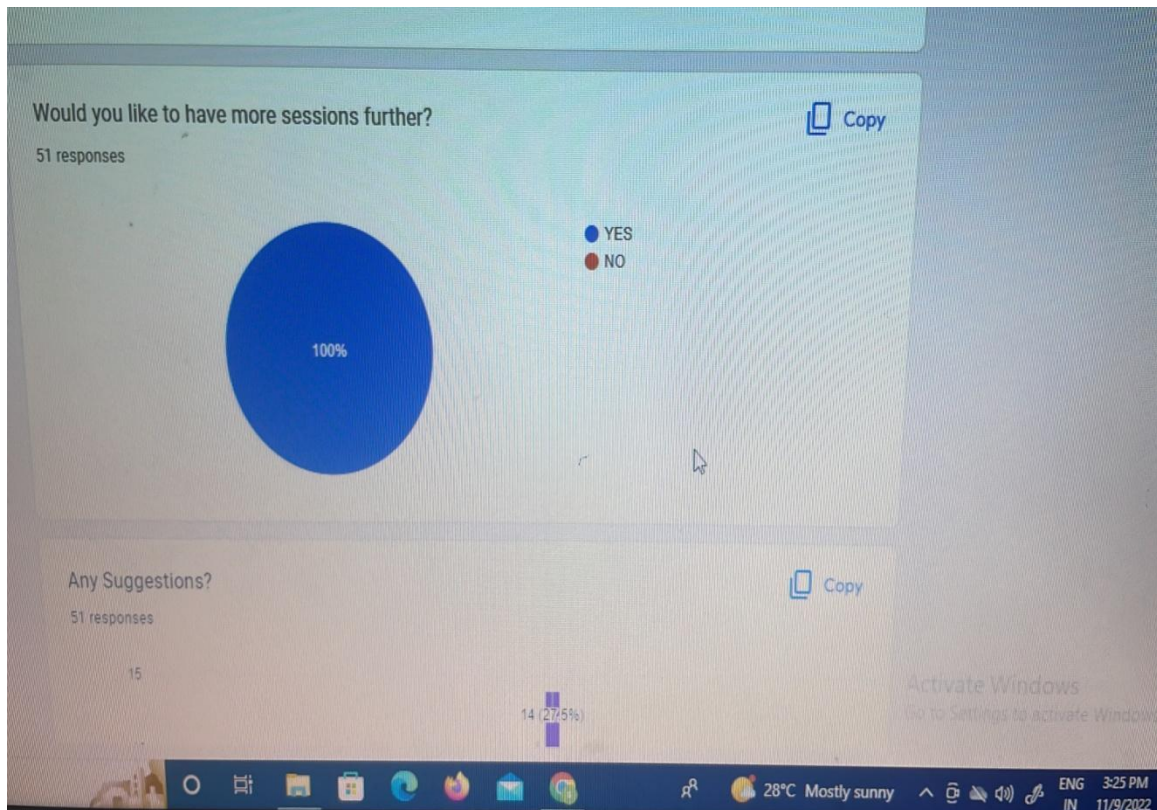 Would you like to have more sessions further?
Copy
51 responses
YES
NO
100%
Any Suggestions?
Copy
51 responses
15
14 (27.5%)
Activate Windows
Go to Settings to activate Windows
28°C Mostly sunny
ENG
IN
3:25 PM
11/9/2022